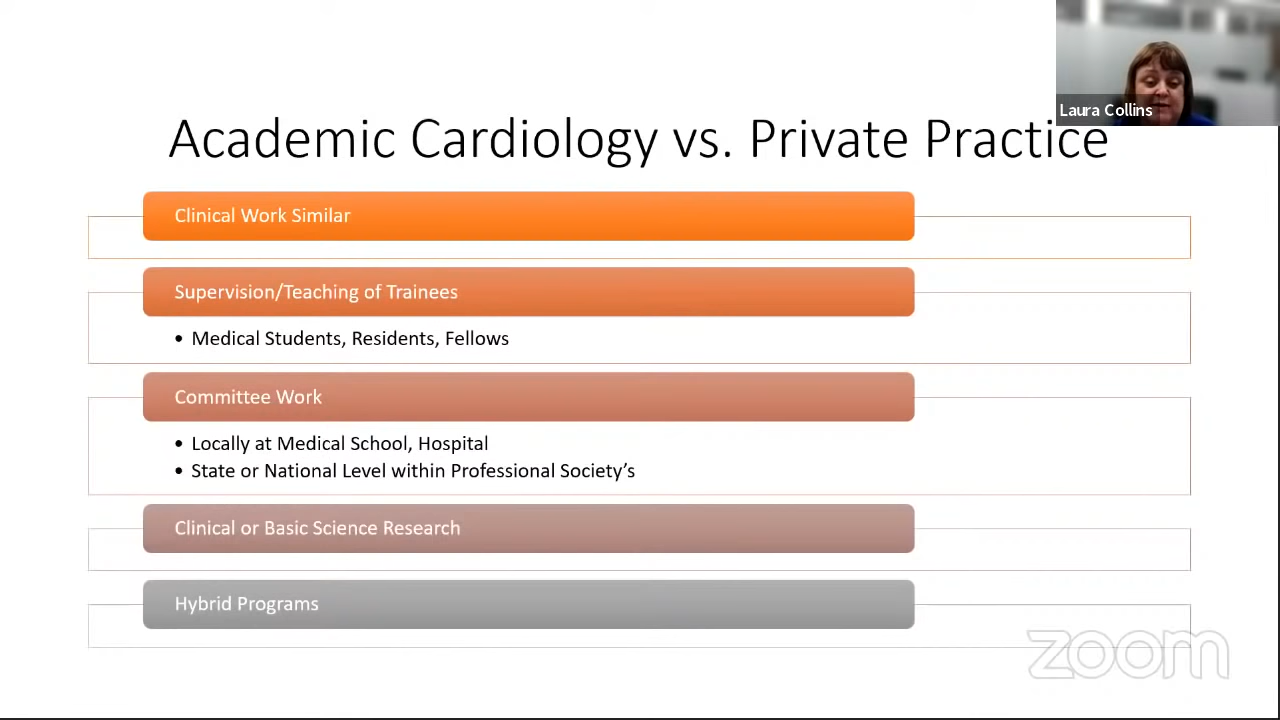 Laura Collins
Academic Cardiology vs. Private Practice
Clinical Work Similar
Supervision/Teaching of Trainees
• Medical Students, Residents, Fellows
Committee Work
• Locally at Medical School, Hospital
• State or National Level within Professional Society's
Clinical or Basic Science Research
Hybrid Programs
zoom